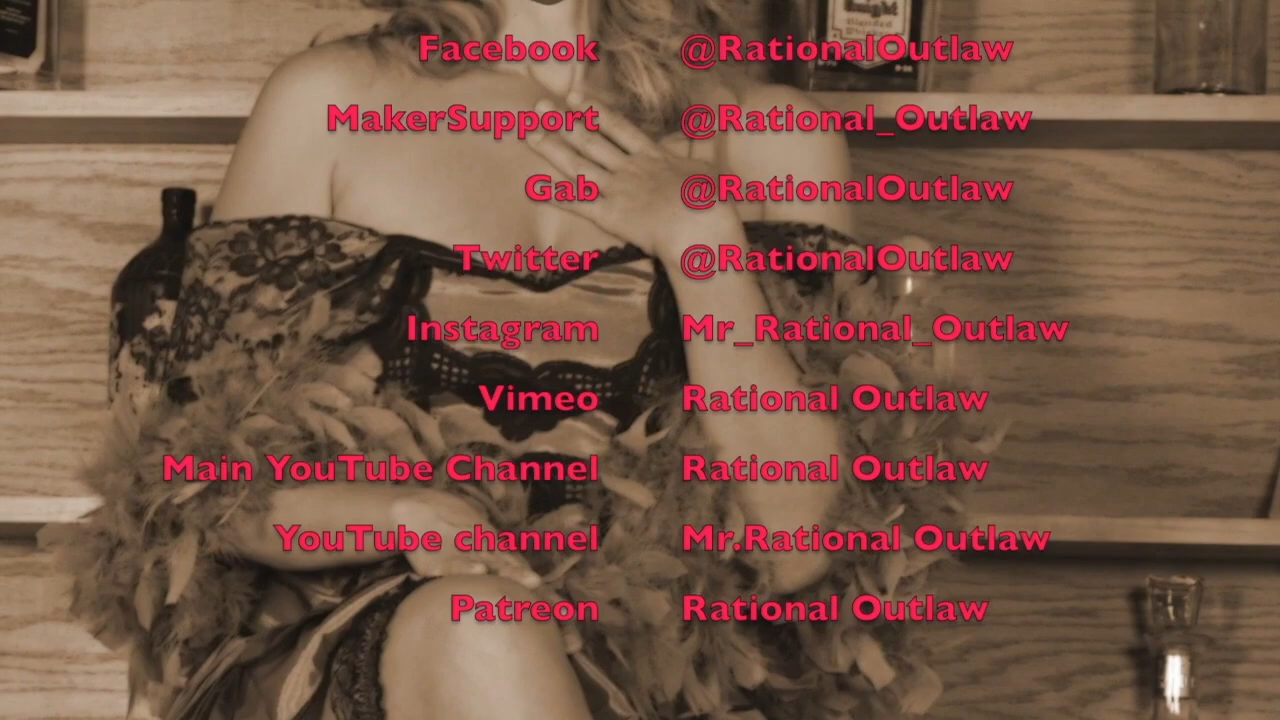 Facebook @RationalOutlaw
MakerSupport @Rational_Outlaw
Gab @RationalOutlaw
Twitter @RationalOutlaw
Instagram Mr_Rational_Outlaw
Vimeo Rational Outlaw
Main YouTube Channel Rational Outlaw
YouTube channel Mr.Rational Outlaw
Patreon Rational Outlaw